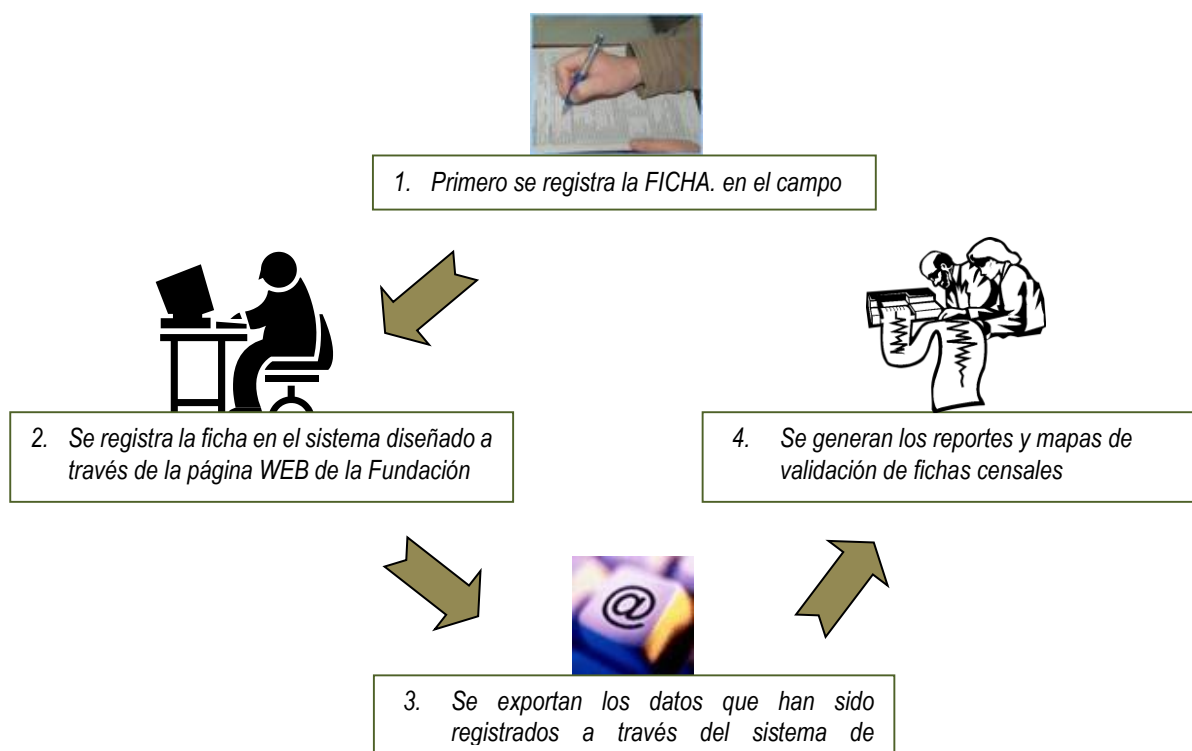 1. Primero se registra la FICHA. en el campo
2. Se registra la ficha en el sistema diseñado a
través de la página WEB de la Fundación
3. Se exportan los datos que han sido
registrados a través del sistema de
4. Se generan los reportes y mapas de
validación de fichas censales
@